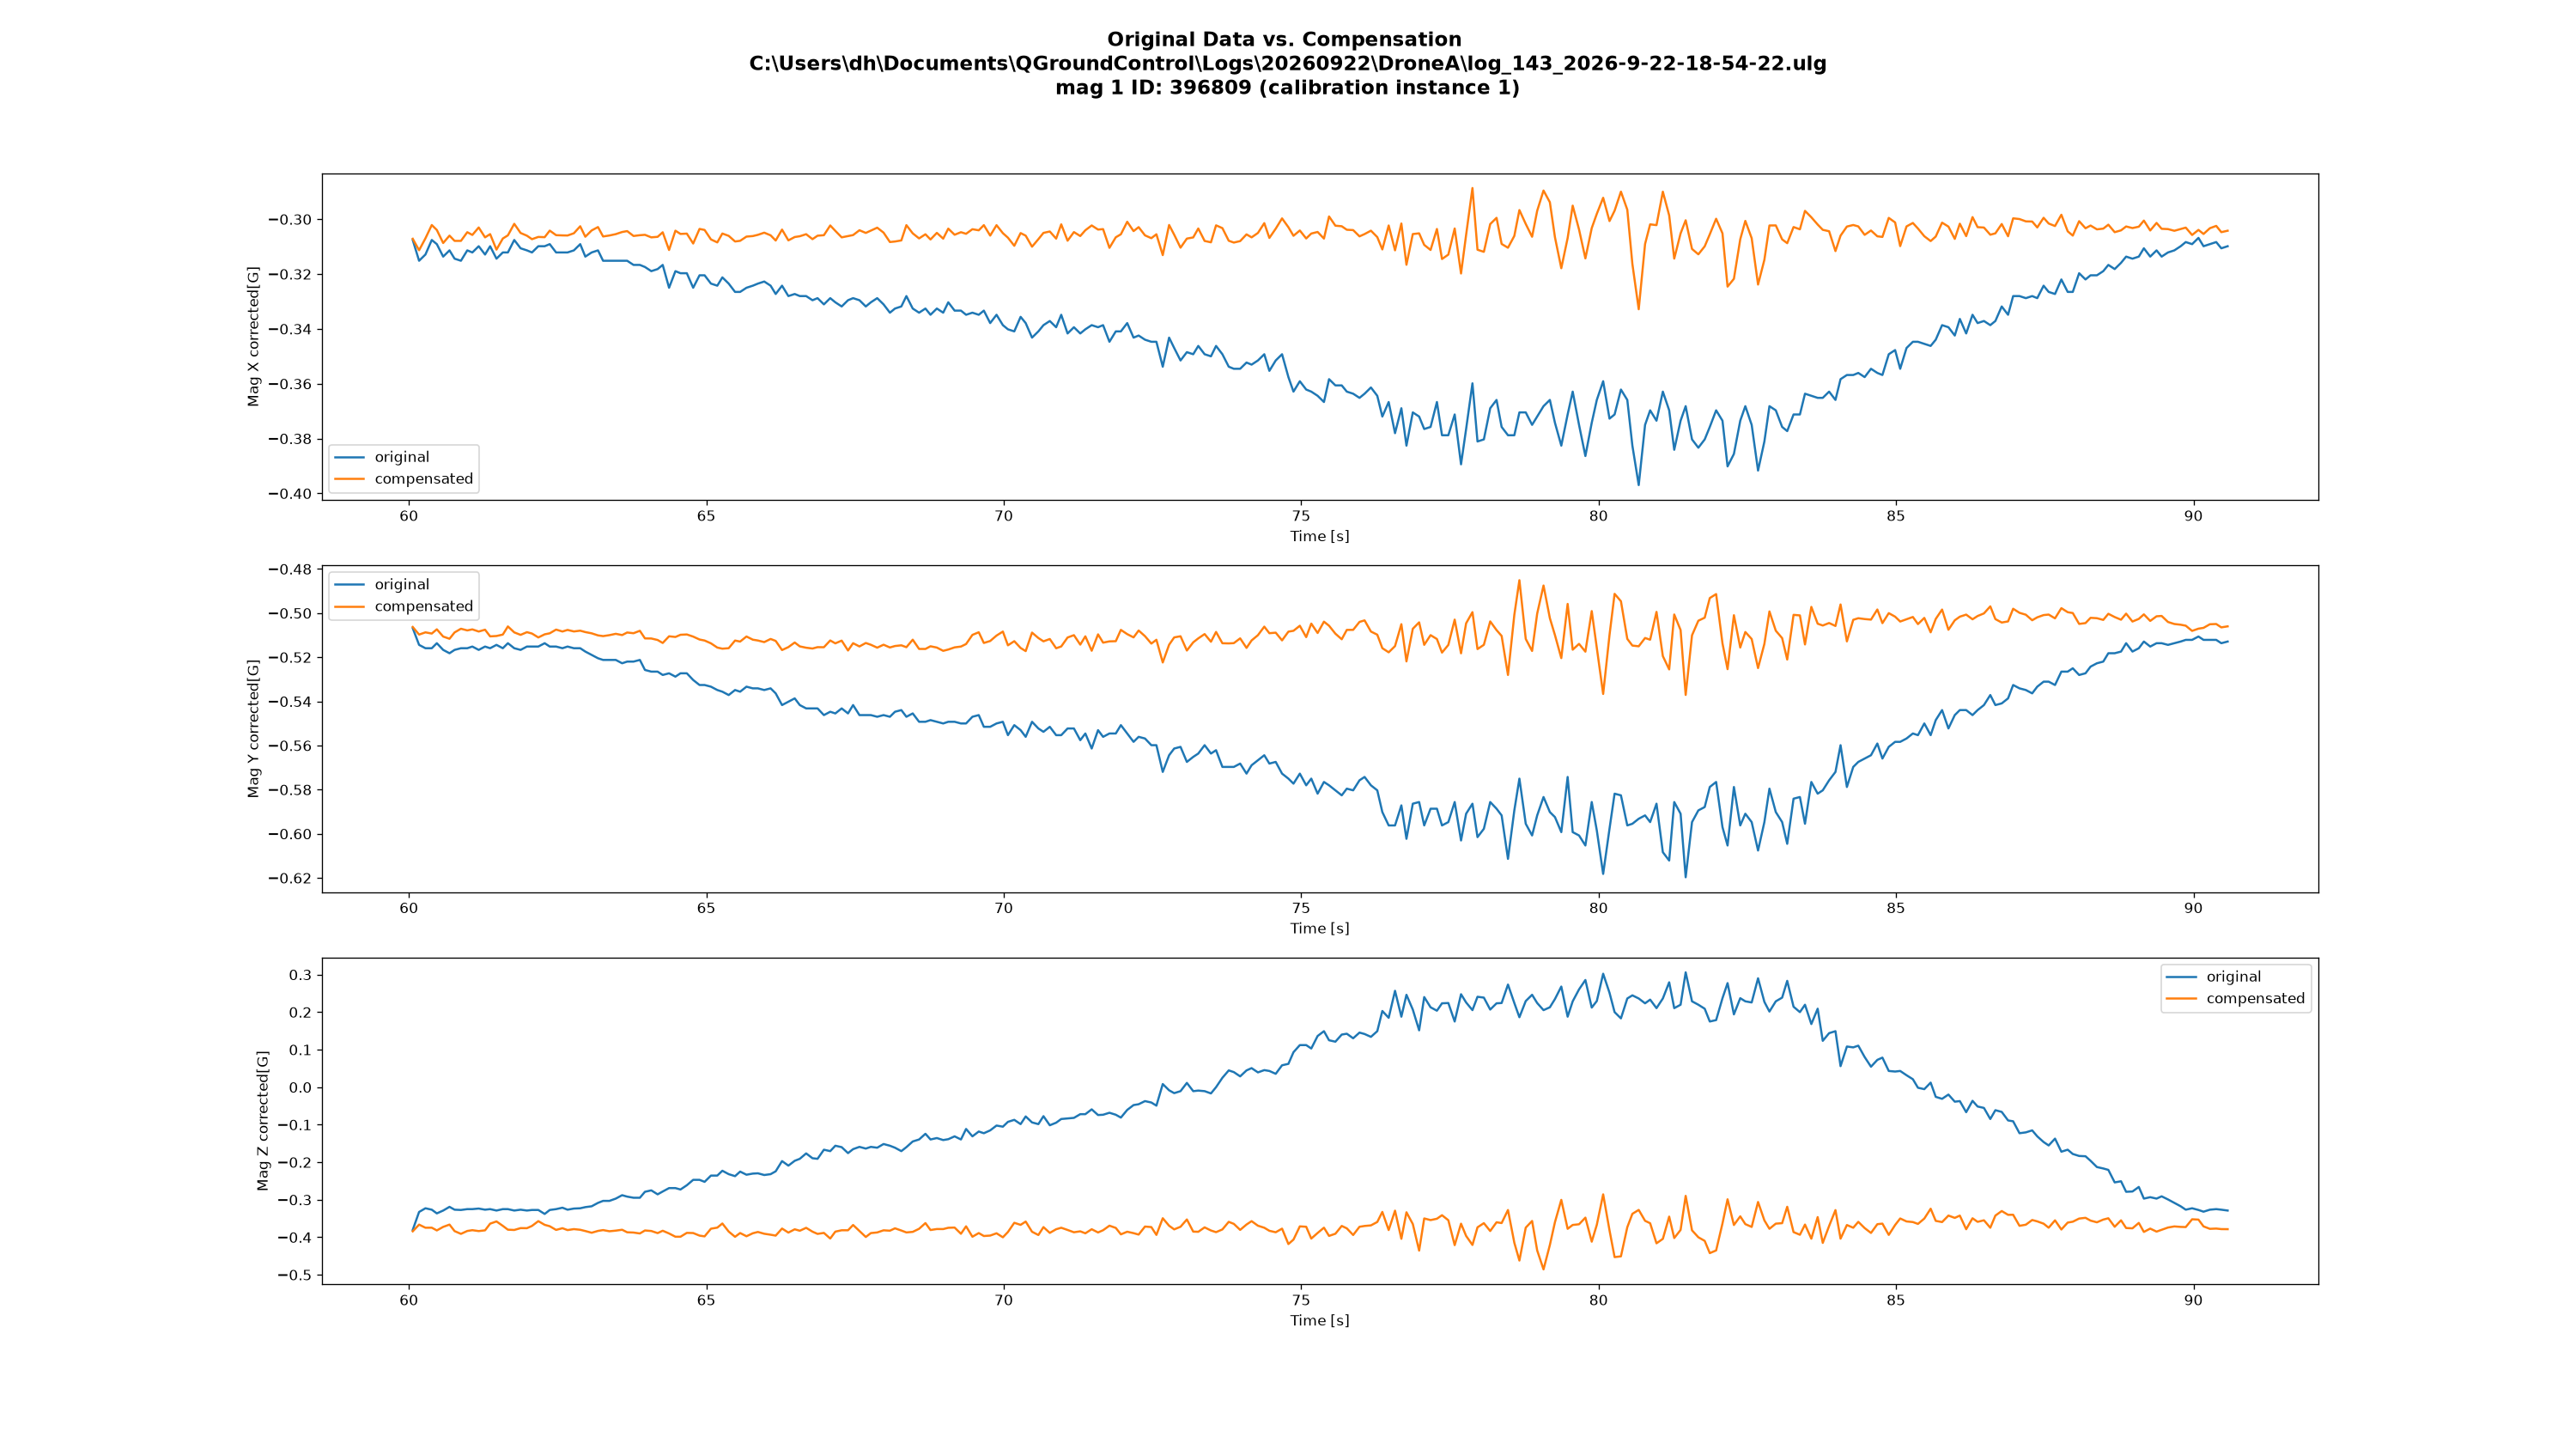 Original Data vs. Compensation
C:\Users\dh\Documents\QGroundControl\Logs\20260922\DroneA\log_143_2026-9-22-18-54-22.ulg
mag 1 ID: 396809 (calibration instance 1)
Mag X corrected[G]
−0.30
−0.32
−0.34
−0.36
−0.38
−0.40
original
compensated
60 65 70 75 80 85 90
Time [s]
Mag Y corrected[G]
−0.48
−0.50
−0.52
−0.54
−0.56
−0.58
−0.60
−0.62
original
compensated
60 65 70 75 80 85 90
Time [s]
Mag Z corrected[G]
0.3
0.2
0.1
0.0
−0.1
−0.2
−0.3
−0.4
−0.5
original
compensated
60 65 70 75 80 85 90
Time [s]